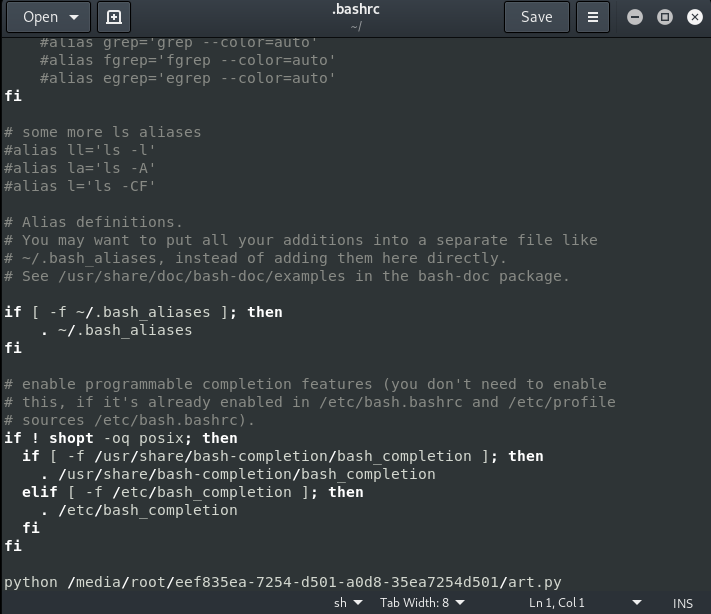 Open
.bashrc
~/
Save
#alias grep='grep --color=auto'
#alias fgrep='fgrep --color=auto'
#alias egrep='egrep --color=auto'
fi
# some more ls aliases
#alias ll='ls -l'
#alias la='ls -A'
#alias l='ls -CF'
# Alias definitions.
# You may want to put all your additions into a separate file like
# ~/.bash_aliases, instead of adding them here directly.
# See /usr/share/doc/bash-doc/examples in the bash-doc package.
if [ -f ~/.bash_aliases ]; then
. ~/.bash_aliases
fi
# enable programmable completion features (you don't need to enable
# this, if it's already enabled in /etc/bash.bashrc and /etc/profile
# sources /etc/bash.bashrc).
if ! shopt -oq posix; then
if [ -f /usr/share/bash-completion/bash_completion ]; then
. /usr/share/bash-completion/bash_completion
elif [ -f /etc/bash_completion ]; then
. /etc/bash_completion
fi
fi
python /media/root/eef835ea-7254-d501-a0d8-35ea7254d501/art.py
sh Tab Width: 8 Ln 1, Col 1 INS